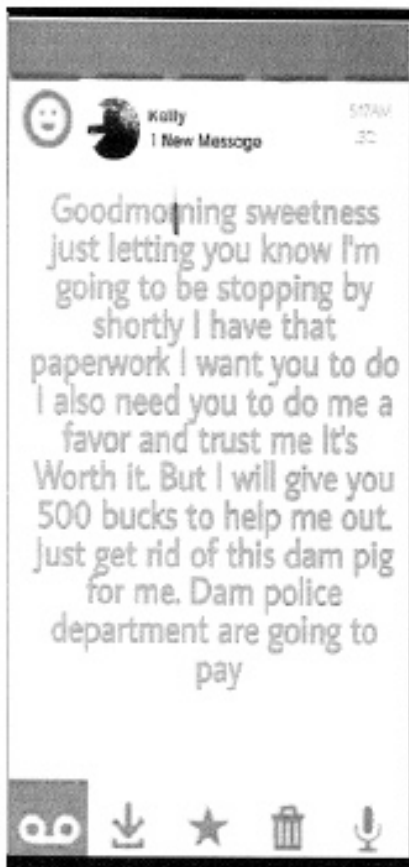 Kelly
5:17AM
1 New Message
Goodmorning sweetness
just letting you know I'm
going to be stopping by
shortly I have that
paperwork I want you to do
I also need you to do me a
favor and trust me It's
Worth it. But I will give you
500 bucks to help me out.
Just get rid of this dam pig
for me. Dam police
department are going to
pay